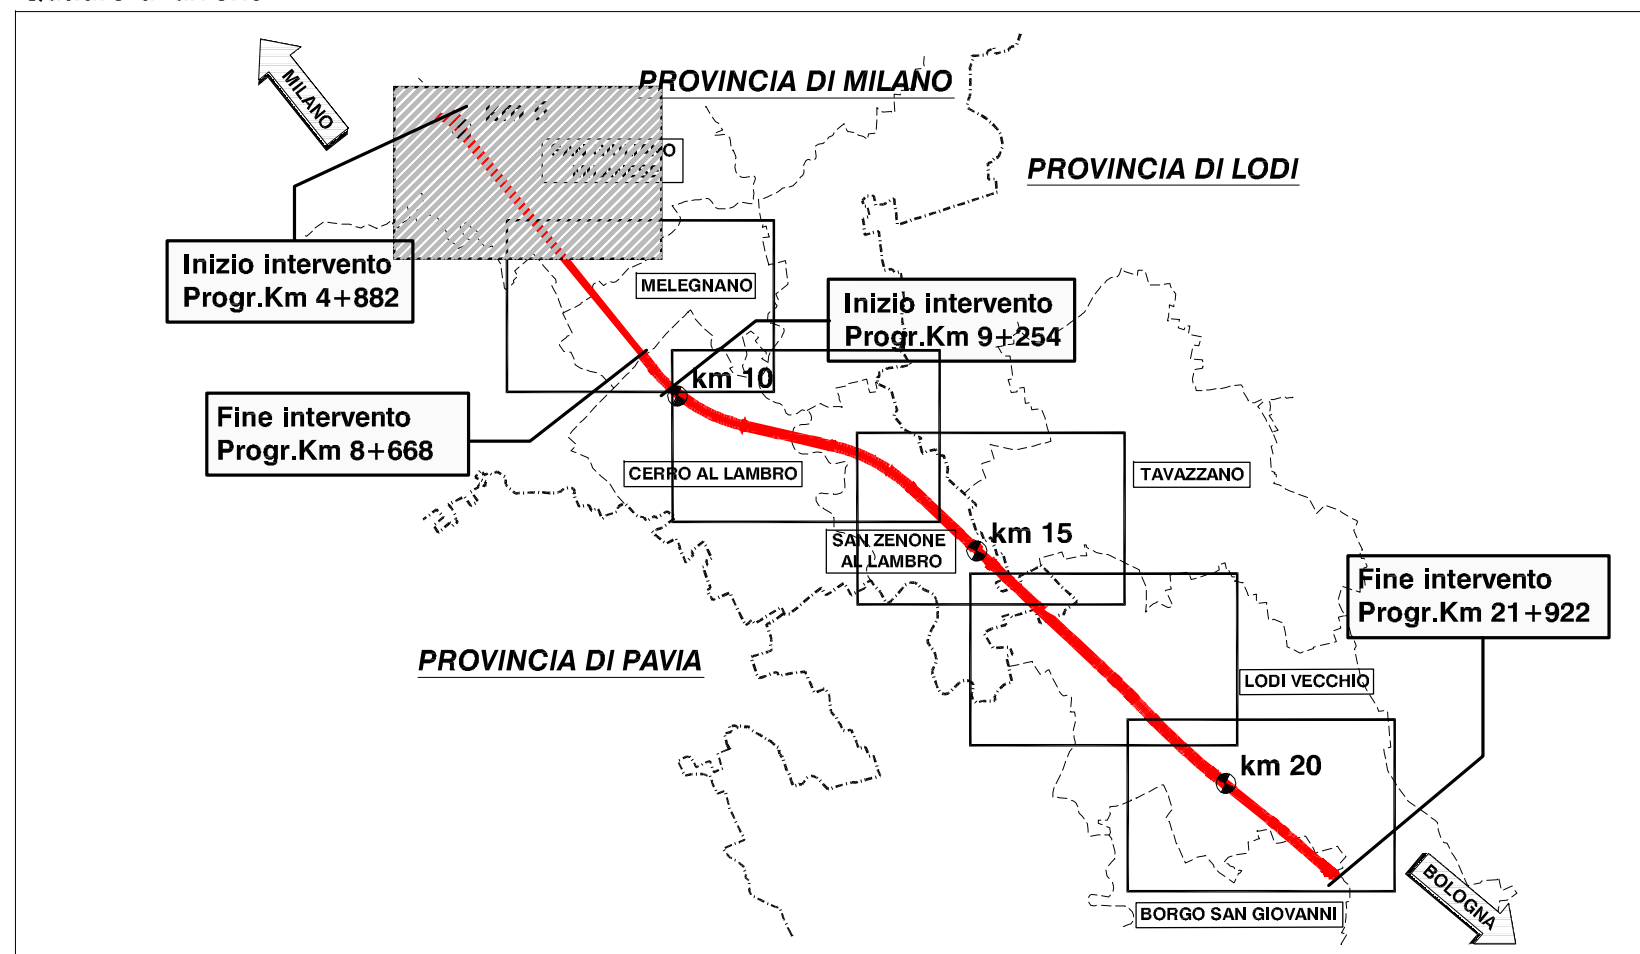 MILANO
PROVINCIA DI MILANO
PROVINCIA DI LODI
Inizio intervento
Progr.Km 4+882
MELEGNANO
Inizio intervento
Progr.Km 9+254
km 10
Fine intervento
Progr.Km 8+668
CERRO AL LAMBRO
TAVAZZANO
SAN ZENONE
AL LAMBRO
km 15
Fine intervento
Progr.Km 21+922
PROVINCIA DI PAVIA
LODI VECCHIO
km 20
BOLOGNA
BORGO SAN GIOVANNI